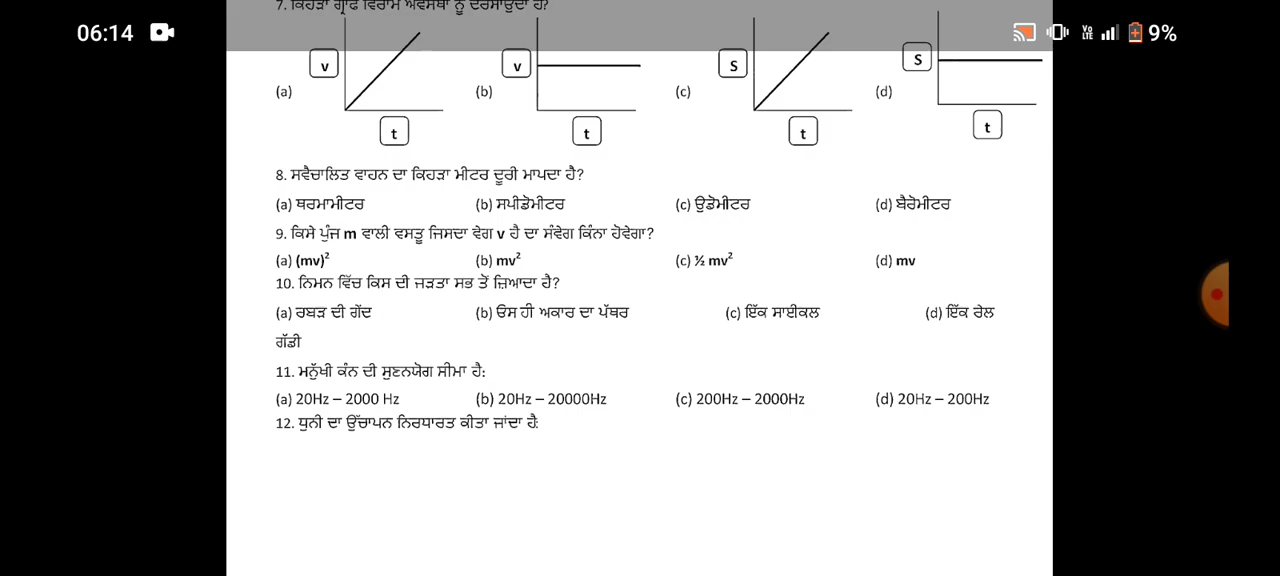 06:14 9%
7. ਕਿਹੜਾ ਗ੍ਰਾਫ ਵਿਰਾਮ ਅਵਸਥਾ ਨੂੰ ਦਰਸਾਉਂਦਾ ਹੈ?
(a) v t (b) v t (c) S t (d) S t
8. ਸਵੈਚਾਲਿਤ ਵਾਹਨ ਦਾ ਕਿਹੜਾ ਮੀਟਰ ਦੂਰੀ ਮਾਪਦਾ ਹੈ?
(a) ਥਰਮਾਮੀਟਰ (b) ਸਪੀਡੋਮੀਟਰ (c) ਉਡੋਮੀਟਰ (d) ਬੈਰੋਮੀਟਰ
9. ਕਿਸੇ ਪੁੰਜ m ਵਾਲੀ ਵਸਤੂ ਜਿਸਦਾ ਵੇਗ v ਹੈ ਦਾ ਸੰਵੇਗ ਕਿੰਨਾ ਹੋਵੇਗਾ?
(a) (mv)² (b) mv² (c) ½ mv² (d) mv
10. ਨਿਮਨ ਵਿੱਚ ਕਿਸ ਦੀ ਜੜਤਾ ਸਭ ਤੋਂ ਜ਼ਿਆਦਾ ਹੈ?
(a) ਰਬੜ ਦੀ ਗੇਂਦ (b) ਓਸ ਹੀ ਅਕਾਰ ਦਾ ਪੱਥਰ (c) ਇੱਕ ਸਾਈਕਲ (d) ਇੱਕ ਰੇਲ
ਗੱਡੀ
11. ਮਨੁੱਖੀ ਕੰਨ ਦੀ ਸੁਣਨਯੋਗ ਸੀਮਾ ਹੈ:
(a) 20Hz – 2000 Hz (b) 20Hz – 20000Hz (c) 200Hz – 2000Hz (d) 20Hz – 200Hz
12. ਧੁਨੀ ਦਾ ਉੱਚਾਪਨ ਨਿਰਧਾਰਤ ਕੀਤਾ ਜਾਂਦਾ ਹੈ: